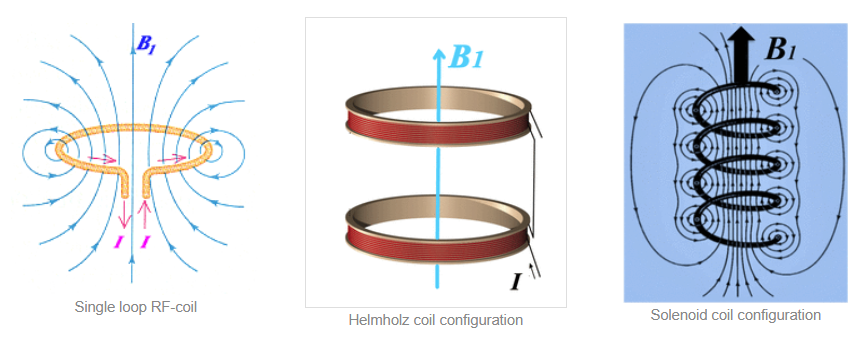 B1
I I
Single loop RF-coil
B1
I
Helmholz coil configuration
B1
Solenoid coil configuration